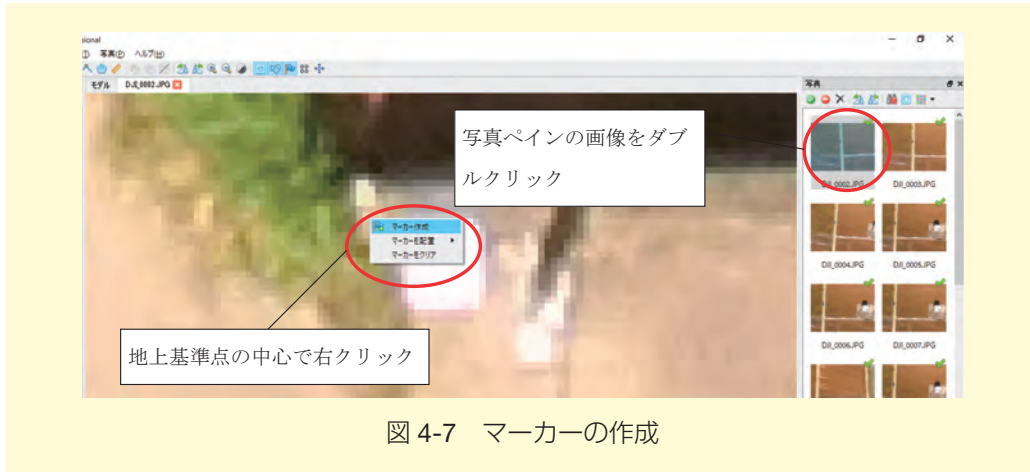 sional
写真(P) ヘルプ(H)
モデル DJI_0002.JPG
写真
写真ペインの画像をダブ
ルクリック
マーカー作成
マーカーを配置
マーカーをクリア
地上基準点の中心で右クリック
DJI_0002.JPG DJI_0003.JPG
DJI_0004.JPG DJI_0005.JPG
DJI_0006.JPG DJI_0007.JPG
図 4-7 マーカーの作成